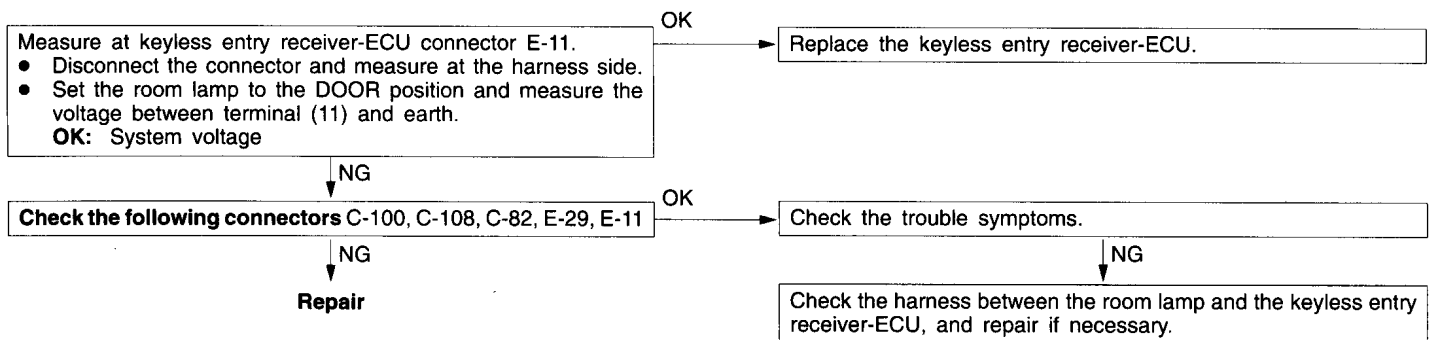 Measure at keyless entry receiver-ECU connector E-11.
● Disconnect the connector and measure at the harness side.
● Set the room lamp to the DOOR position and measure the
voltage between terminal (11) and earth.
OK: System voltage
OK
Replace the keyless entry receiver-ECU.
NG
Check the following connectors C-100, C-108, C-82, E-29, E-11
OK
Check the trouble symptoms.
NG
Repair
NG
Check the harness between the room lamp and the keyless entry
receiver-ECU, and repair if necessary.